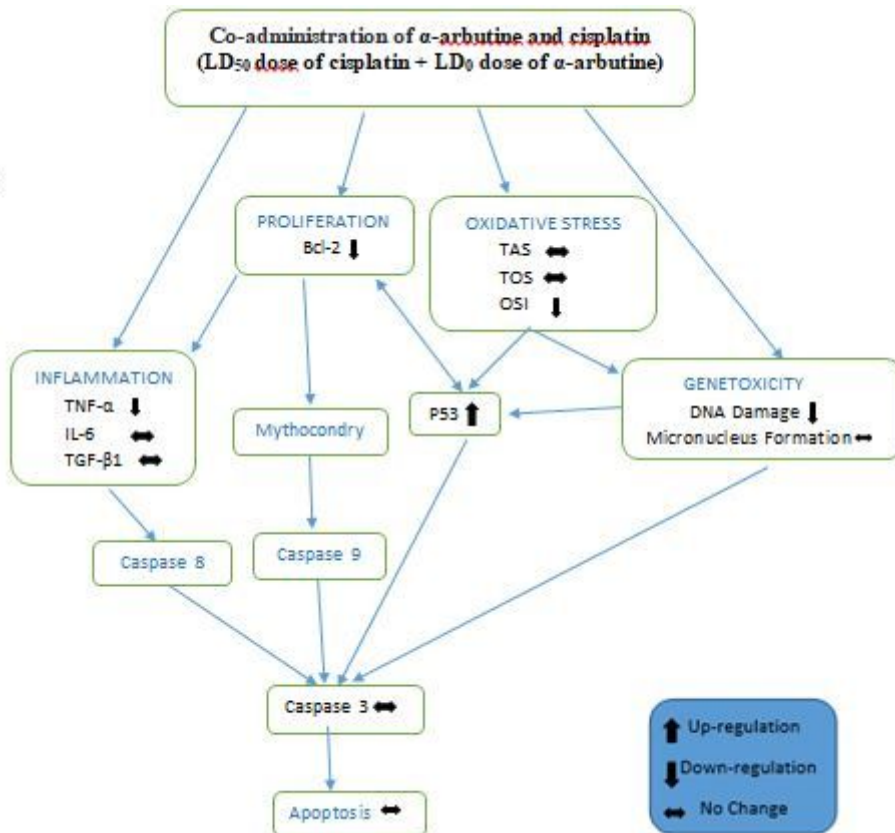 Co-administration of α-arbutine and cisplatin
(LD50 dose of cisplatin + LD0 dose of α-arbutine)
PROLIFERATION
Bcl-2
OXIDATIVE STRESS
TAS
TOS
OSI
INFLAMMATION
TNF-α
IL-6
TGF-β1
Mythocondry
P53
GENETOXICITY
DNA Damage
Micronucleus Formation
Caspase 8
Caspase 9
Caspase 3
Apoptosis
Up-regulation
Down-regulation
No Change